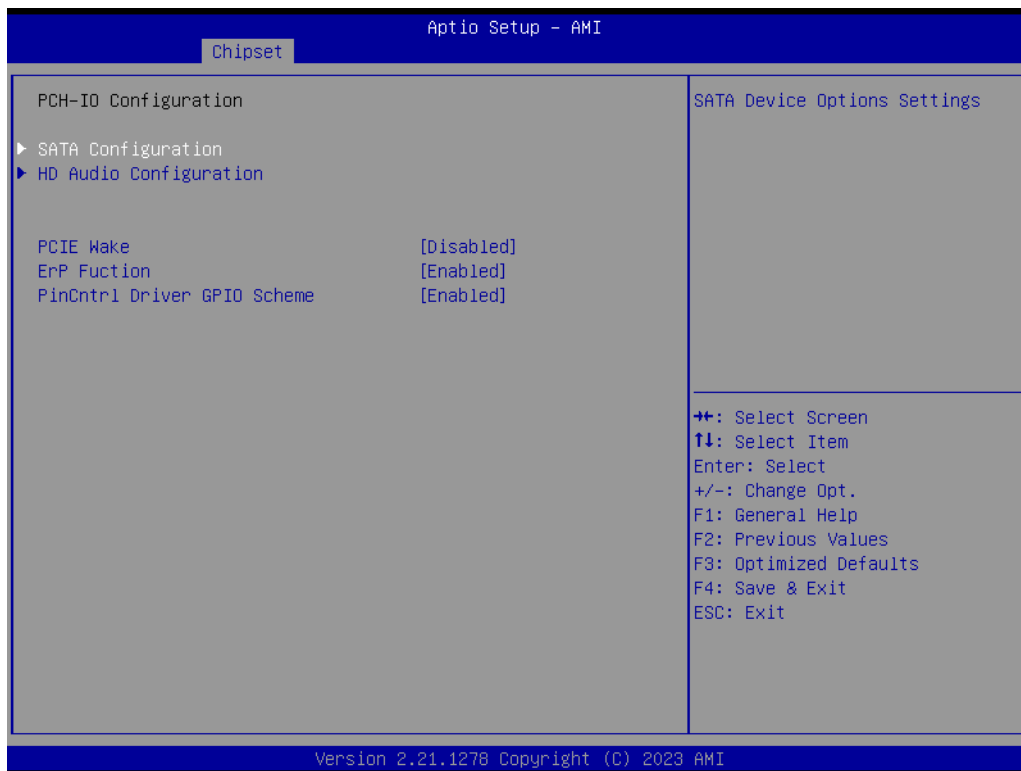 Aptio Setup – AMI
Chipset
PCH-IO Configuration
SATA Configuration
HD Audio Configuration
PCIE Wake [Disabled]
ErP Fuction [Enabled]
PinCntrl Driver GPIO Scheme [Enabled]
SATA Device Options Settings
→←: Select Screen
↑↓: Select Item
Enter: Select
+/-: Change Opt.
F1: General Help
F2: Previous Values
F3: Optimized Defaults
F4: Save & Exit
ESC: Exit
Version 2.21.1278 Copyright (C) 2023 AMI